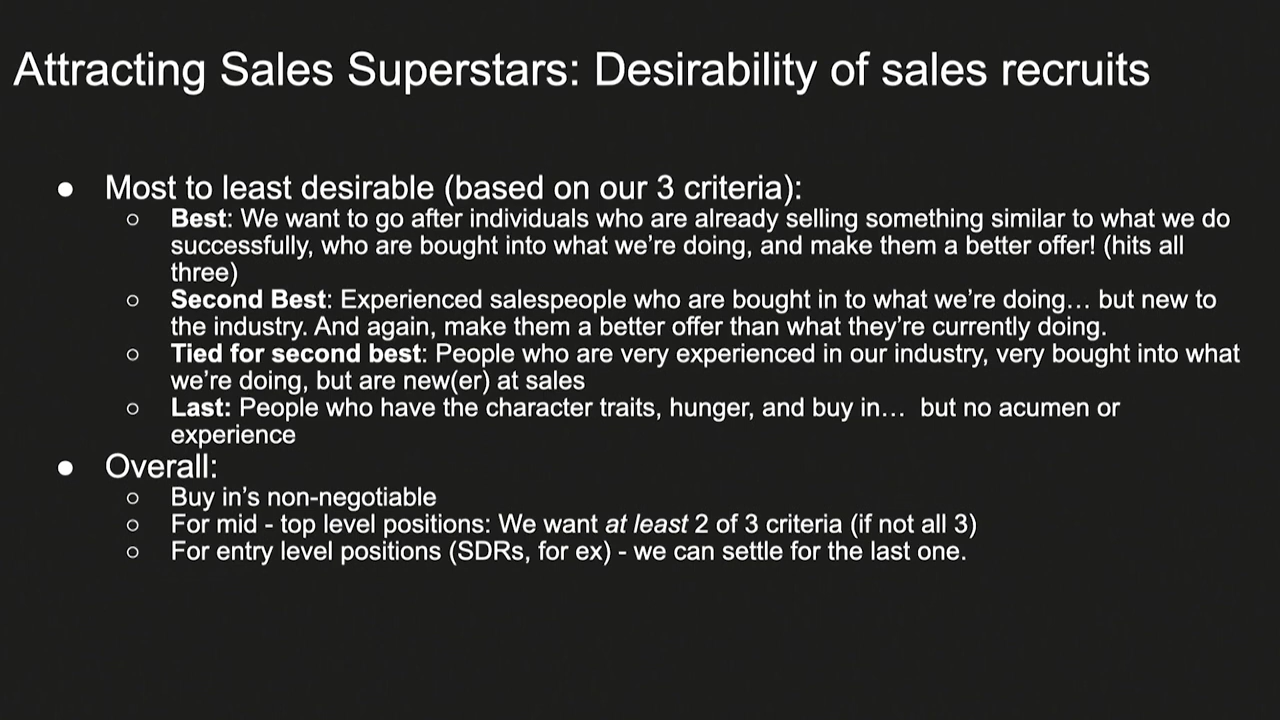 Attracting Sales Superstars: Desirability of sales recruits
● Most to least desirable (based on our 3 criteria):
○ Best: We want to go after individuals who are already selling something similar to what we do
successfully, who are bought into what we’re doing, and make them a better offer! (hits all
three)
○ Second Best: Experienced salespeople who are bought in to what we’re doing… but new to
the industry. And again, make them a better offer than what they’re currently doing.
○ Tied for second best: People who are very experienced in our industry, very bought into what
we’re doing, but are new(er) at sales
○ Last: People who have the character traits, hunger, and buy in… but no acumen or
experience
● Overall:
○ Buy in’s non-negotiable
○ For mid - top level positions: We want at least 2 of 3 criteria (if not all 3)
○ For entry level positions (SDRs, for ex) - we can settle for the last one.